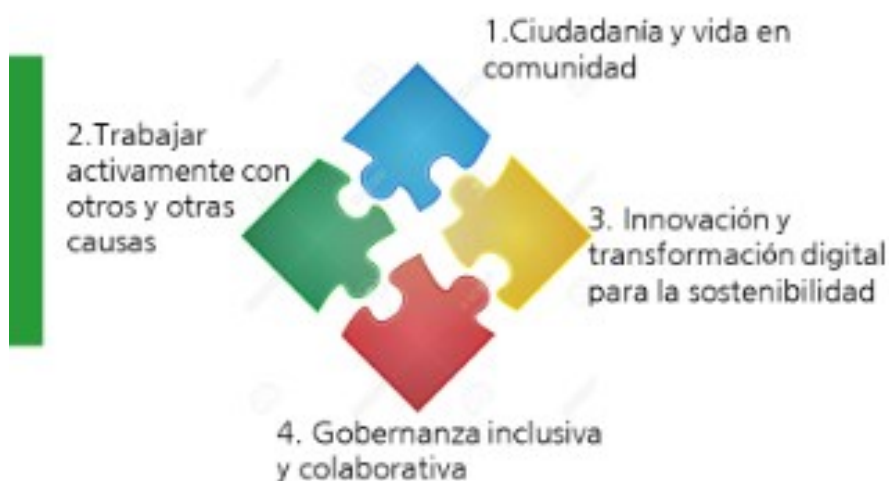 1.Ciudadanía y vida en
comunidad
2.Trabajar
activamente con
otros y otras
causas
3. Innovación y
transformación digital
para la sostenibilidad
4. Gobernanza inclusiva
y colaborativa